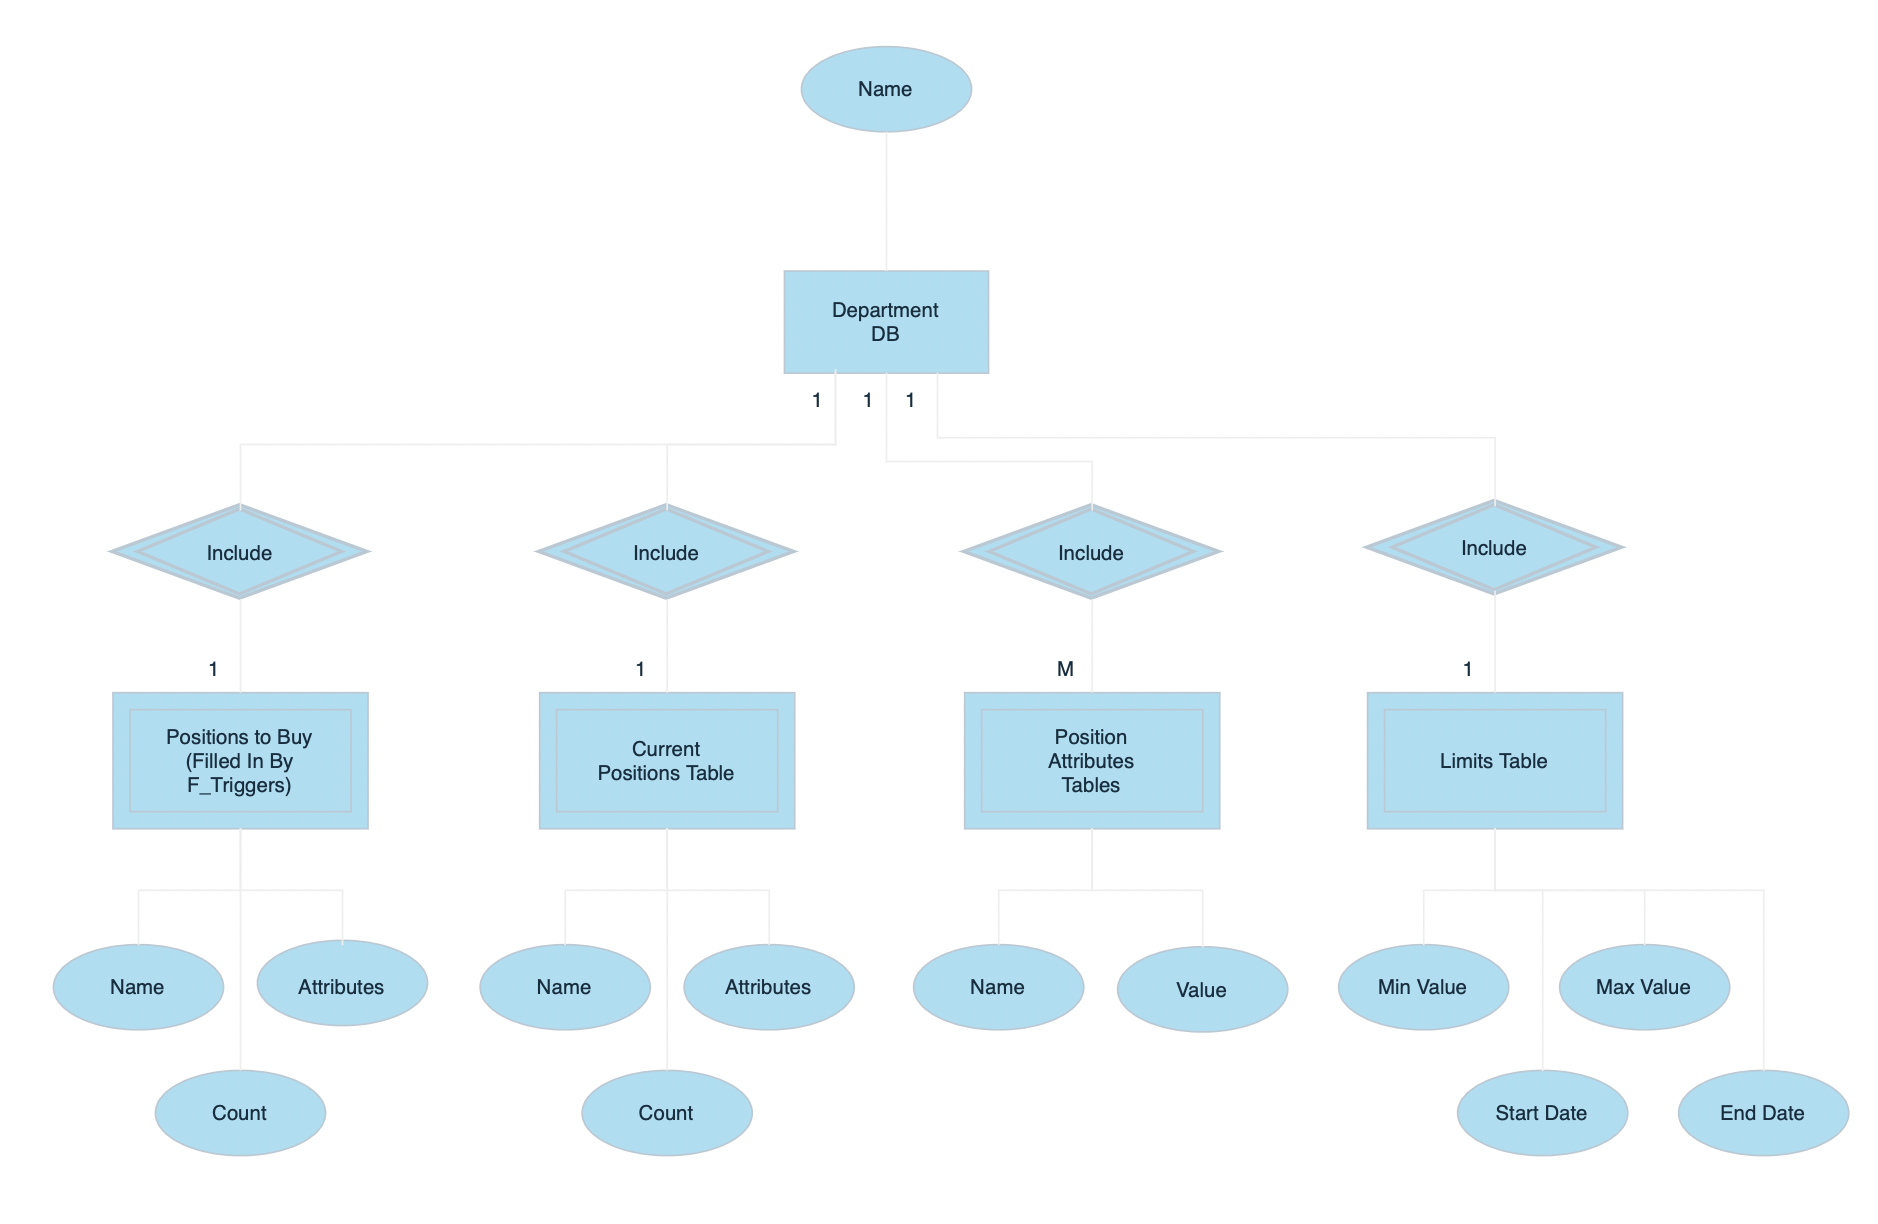 Name
Department
DB
1
1
1
Include
Include
Include
Include
1
1
M
1
Positions to Buy
(Filled In By
F_Triggers)
Current
Positions Table
Position
Attributes
Tables
Limits Table
Name
Attributes
Name
Attributes
Name
Value
Min Value
Max Value
Count
Count
Start Date
End Date